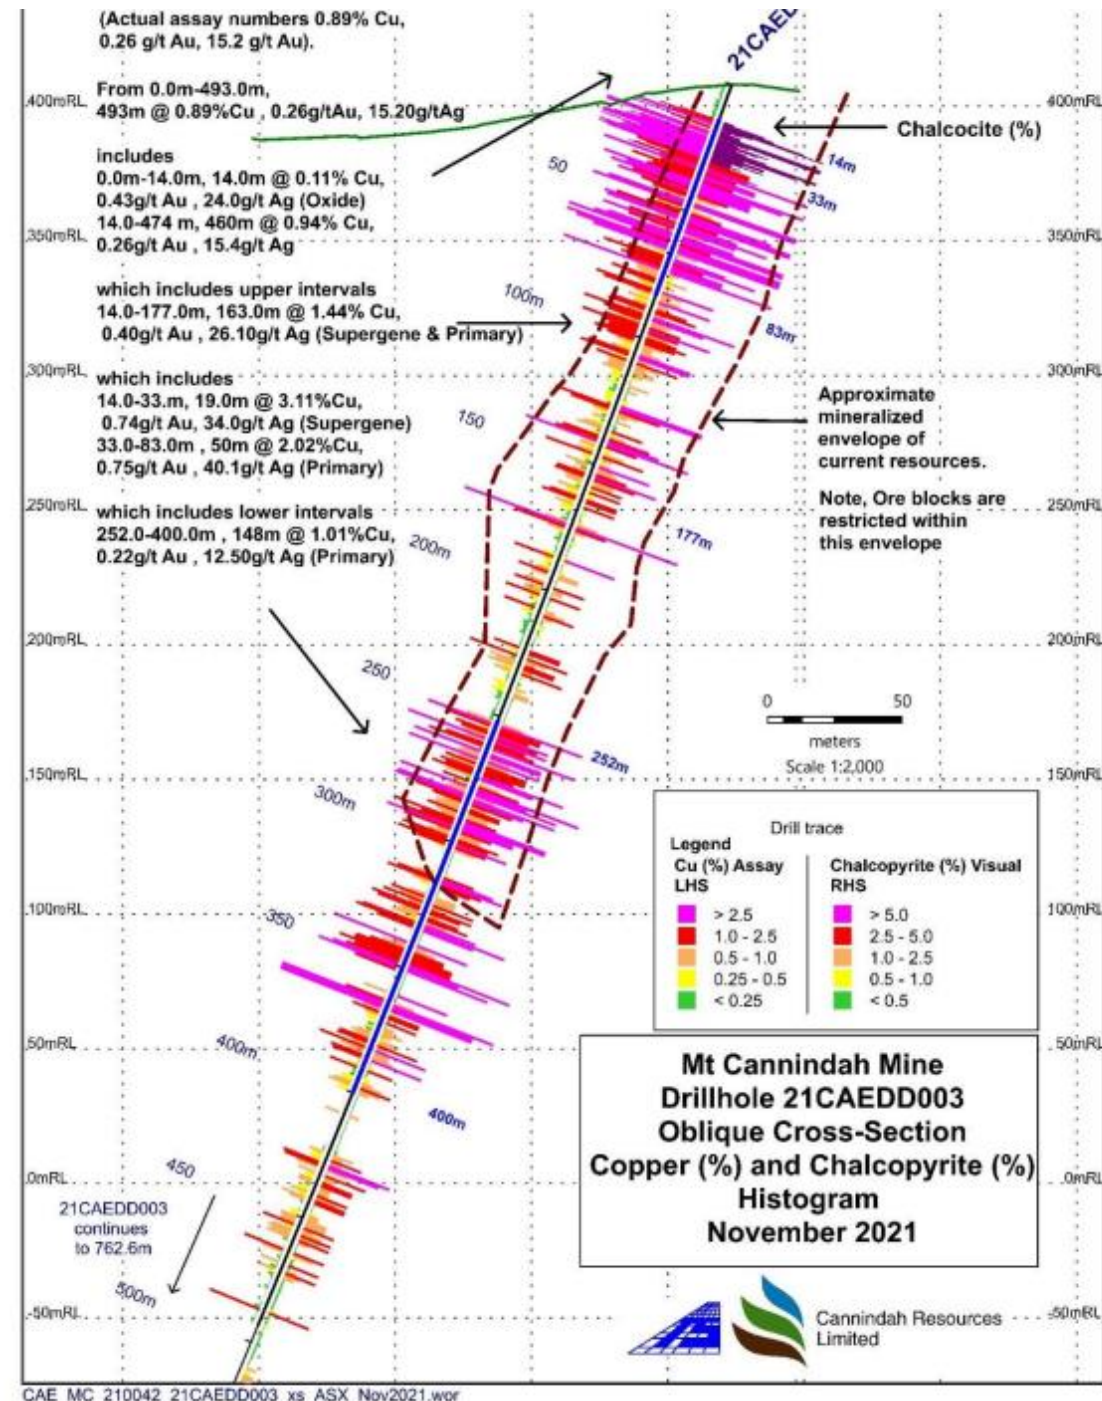 (Actual assay numbers 0.89% Cu,
0.26 g/t Au, 15.2 g/t Au).
From 0.0m-493.0m,
493m @ 0.89%Cu , 0.26g/tAu, 15.20g/tAg
includes
0.0m-14.0m, 14.0m @ 0.11% Cu,
0.43g/t Au , 24.0g/t Ag (Oxide)
14.0-474 m, 460m @ 0.94% Cu,
0.26g/t Au , 15.4g/t Ag
which includes upper intervals
14.0-177.0m, 163.0m @ 1.44% Cu,
0.40g/t Au , 26.10g/t Ag (Supergene & Primary)
which includes
14.0-33.m, 19.0m @ 3.11%Cu,
0.74g/t Au, 34.0g/t Ag (Supergene)
33.0-83.0m , 50m @ 2.02%Cu,
0.75g/t Au , 40.1g/t Ag (Primary)
which includes lower intervals
252.0-400.0m , 148m @ 1.01%Cu,
0.22g/t Au , 12.50g/t Ag (Primary)
21CAED
Chalcocite (%)
400mRL
350mRL
300mRL
250mRL
200mRL
150mRL
100mRL
50mRL
0mRL
-50mRL
400mRL
350mRL
300mRL
250mRL
200mRL
150mRL
100mRL
50mRL
0mRL
-50mRL
50
100m
150
200m
250
300m
350
400m
450
500m
14m
33m
83m
177m
252m
400m
Approximate
mineralized
envelope of
current resources.
Note, Ore blocks are
restricted within
this envelope
0 50
meters
Scale 1:2,000
Drill trace
Legend
Cu (%) Assay
LHS
> 2.5
1.0 - 2.5
0.5 - 1.0
0.25 - 0.5
< 0.25
Chalcopyrite (%) Visual
RHS
> 5.0
2.5 - 5.0
1.0 - 2.5
0.5 - 1.0
< 0.5
Mt Cannindah Mine
Drillhole 21CAEDD003
Oblique Cross-Section
Copper (%) and Chalcopyrite (%)
Histogram
November 2021
21CAEDD003
continues
to 762.6m
Cannindah Resources
Limited
CAE_MC_210042_21CAEDD003_xs_ASX_Nov2021.wor